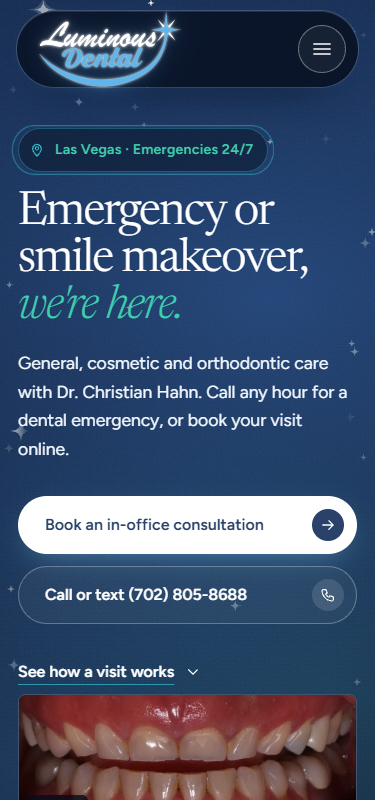 Luminous
Dental
Las Vegas · Emergencies 24/7
Emergency or
smile makeover,
we're here.
General, cosmetic and orthodontic care
with Dr. Christian Hahn. Call any hour for a
dental emergency, or book your visit
online.
Book an in-office consultation
Call or text (702) 805-8688
See how a visit works